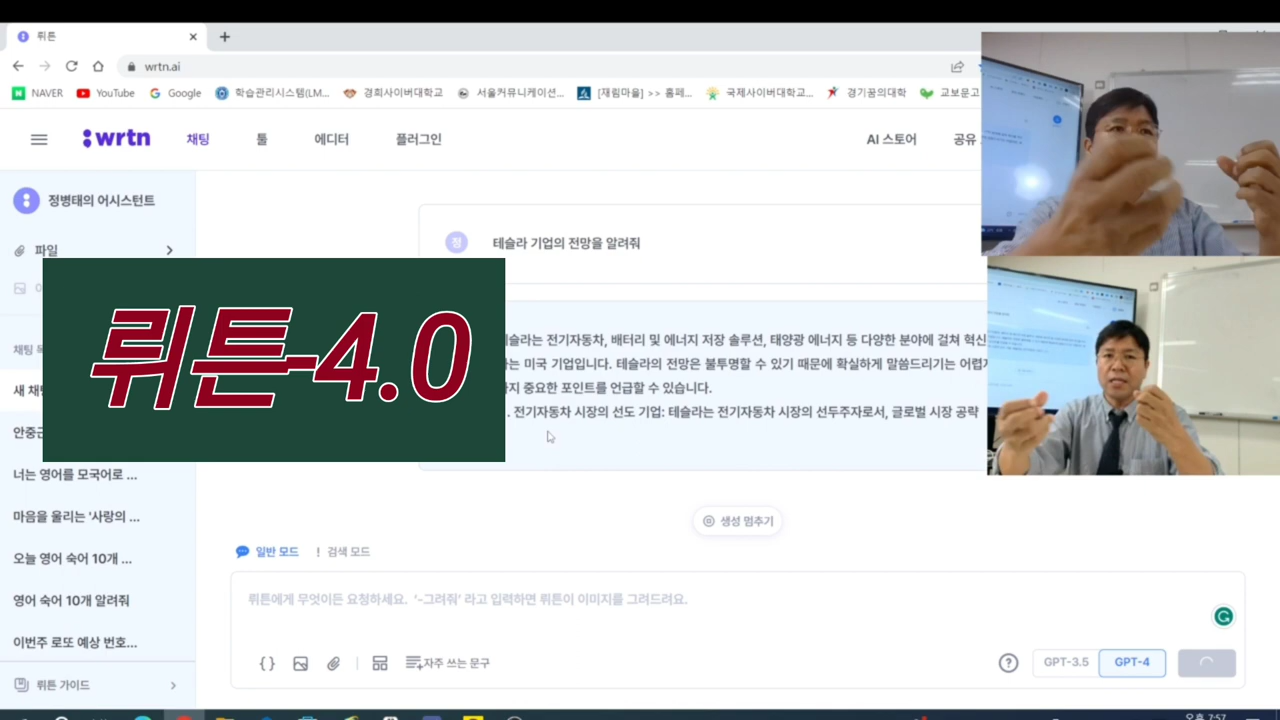 뤼튼
wrtn.ai
NAVER
YouTube
Google
학습관리시스템(LM...
경희사이버대학교
서울커뮤니케이션...
[재림마을] >> 홈페...
국제사이버대학교...
경기꿈의대학
교보문고
wrtn
채팅
툴
에디터
플러그인
AI 스토어
공유
정병태의 어시스턴트
파일
뤼튼-4.0
새 채팅
너는 영어를 모국어로 ...
마음을 울리는 '사랑의 ...
오늘 영어 숙어 10개 ...
영어 숙어 10개 알려줘
이번주 로또 예상 번호...
뤼튼 가이드
정
테슬라 기업의 전망을 알려줘
슬라는 전기자동차, 배터리 및 에너지 저장 솔루션, 태양광 에너지 등 다양한 분야에 걸쳐 혁신
는 미국 기업입니다. 테슬라의 전망은 불투명할 수 있기 때문에 확실하게 말씀드리기는 어렵지
지 중요한 포인트를 언급할 수 있습니다.
. 전기자동차 시장의 선도 기업: 테슬라는 전기자동차 시장의 선두주자로서, 글로벌 시장 공략
생성 멈추기
일반 모드
! 검색 모드
뤼튼에게 무엇이든 요청하세요. '~그려줘' 라고 입력하면 뤼튼이 이미지를 그려드려요.
자주 쓰는 문구
GPT-3.5
GPT-4
오후 7:57